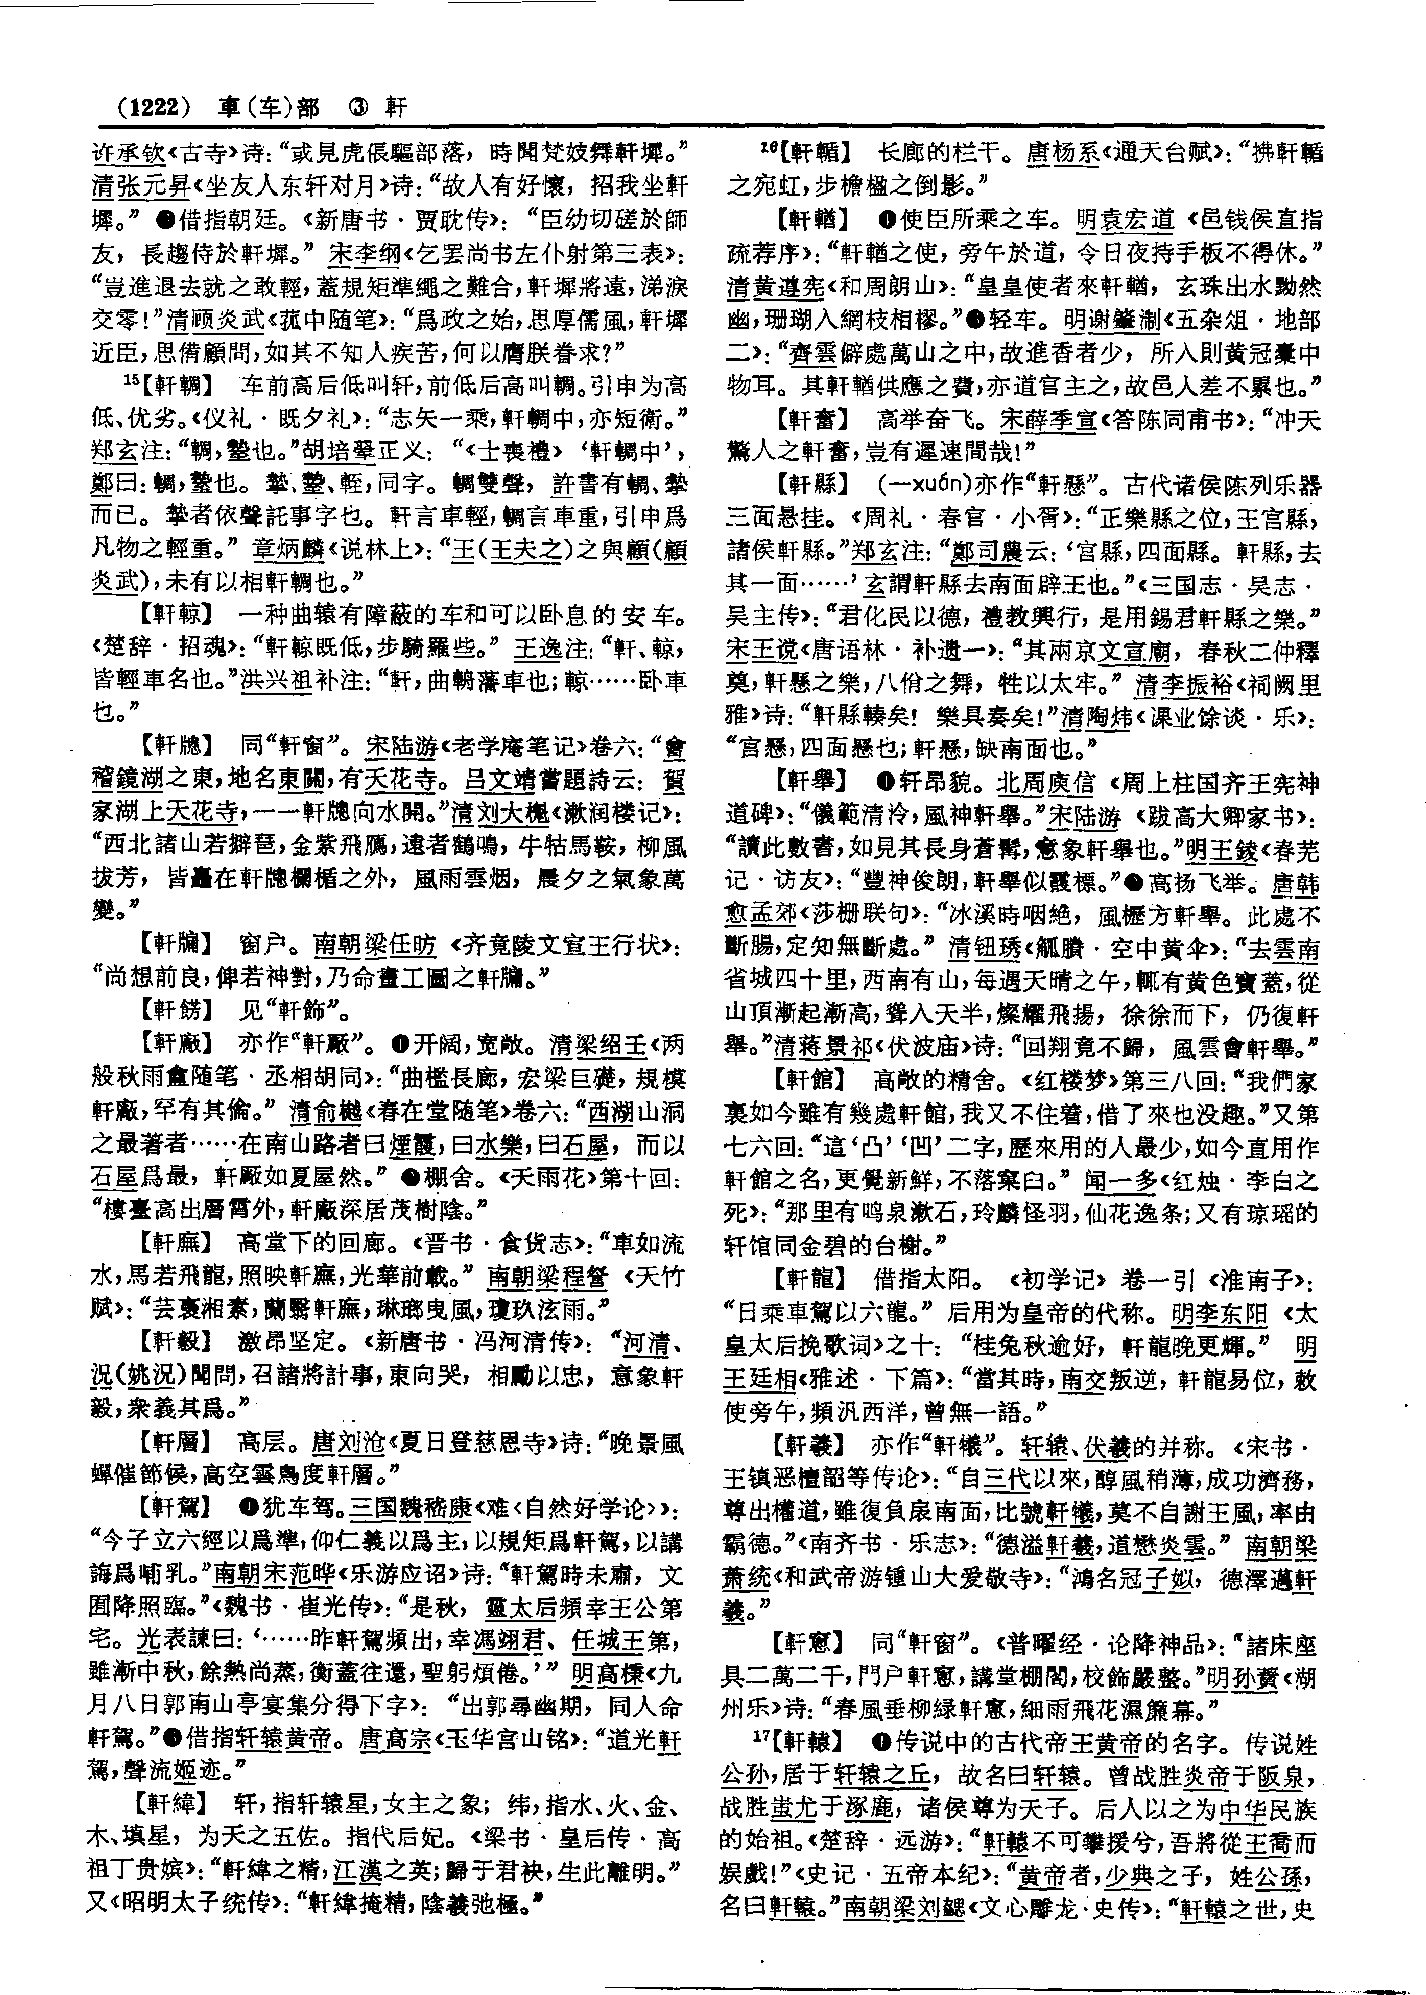 (1222) 車(车)部 ③ 軒
许承钦《古寺》诗：“或見虎倀驅部落，時聞梵妓舞軒墀。”
清张元昇《坐友人东轩对月》诗：“故人有好懷，招我坐軒
墀。” ❷借指朝廷。《新唐书·贾耽传》：“臣幼切磋於師
友，長趨侍於軒墀。” 宋李纲《乞罢尚书左仆射第三表》：
“豈進退去就之敢輕，蓋規矩準繩之難合，軒墀將遠，涕淚
交零！”清顾炎武《菰中随笔》：“爲政之始，思厚儒風，軒墀
近臣，思備顧問，如其不知人疾苦，何以膺朕眷求？”
15【軒輖】 车前高后低叫轩，前低后高叫輖。引申为高
低、优劣。《仪礼·既夕礼》：“志矢一乘，軒輖中，亦短衛。”
郑玄注：“輖，墊也。”胡培翚正义：“《士喪禮》‘軒輖中’，
鄭曰：輖，墊也。摯、墊、輊，同字。輖雙聲，許書有輖、摯
而已。摯者依聲託事字也。軒言車輕，輖言車重，引申爲
凡物之輕重。” 章炳麟《说林上》：“王(王夫之)之與顧(顧
炎武)，未有以相軒輖也。”
【軒輬】 一种曲辕有障蔽的车和可以卧息的安车。
《楚辞·招魂》：“軒輬既低，步騎羅些。” 王逸注：“軒、輬，
皆輕車名也。”洪兴祖补注：“軒，曲輈藩車也；輬……卧車
也。”
【軒牎】 同“軒窗”。宋陆游《老学庵笔记》卷六：“會
稽鏡湖之東，地名東關，有天花寺。吕文靖嘗題詩云：賀
家湖上天花寺，一一軒牎向水開。”清刘大櫆《漱润楼记》：
“西北諸山若擗琶，金紫飛鴈，遠者鶴鳴，牛牯馬鞍，柳風
拔芳，皆矗在軒牎欄楯之外，風雨雲烟，晨夕之氣象萬
變。”
【軒牖】 窗户。南朝梁任昉《齐竟陵文宣王行状》：
“尚想前良，俾若神對，乃命畫工圖之軒牖。”
【軒餝】 见“軒飾”。
【軒廠】 亦作“軒厰”。❶开阔，宽敞。清梁绍壬《两
般秋雨盦随笔·丞相胡同》：“曲檻長廊，宏梁巨礎，規模
軒廠，罕有其倫。” 清俞樾《春在堂随笔》卷六：“西湖山洞
之最著者……在南山路者曰煙霞，曰水樂，曰石屋，而以
石屋爲最，軒厰如夏屋然。” ❷棚舍。《天雨花》第十回：
“樓臺高出層霄外，軒廠深居茂樹陰。”
【軒廡】 高堂下的回廊。《晋书·食货志》：“車如流
水，馬若飛龍，照映軒廡，光華前載。” 南朝梁程詧《天竹
赋》：“芸裛湘素，蘭翳軒廡，琳瑯曳風，瓊玖泫雨。”
【軒毅】 激昂坚定。《新唐书·冯河清传》：“河清、
況(姚況)聞問，召諸將計事，東向哭，相勵以忠，意象軒
毅，衆義其爲。”
【軒層】 高层。唐刘沧《夏日登慈恩寺》诗：“晚景風
蟬催節候，高空雲鳥度軒層。”
【軒駕】 ❶犹车驾。三国魏嵇康《难〈自然好学论〉》：
“今子立六經以爲準，仰仁義以爲主，以規矩爲軒駕，以講
誨爲哺乳。”南朝宋范晔《乐游应诏》诗：“軒駕時未肅，文
囿降照臨。”《魏书·崔光传》：“是秋，靈太后頻幸王公第
宅。光表諫曰：‘……昨軒駕頻出，幸馮翊君、任城王第，
雖漸中秋，餘熱尚蒸，衡蓋往還，聖躬煩倦。’” 明高棅《九
月八日郭南山亭宴集分得下字》：“出郭尋幽期，同人命
軒駕。”❷借指轩辕黄帝。唐高宗《玉华宫山铭》：“道光軒
駕，聲流姬迹。”
【軒緯】 轩，指轩辕星，女主之象；纬，指水、火、金、
木、填星，为天之五佐。指代后妃。《梁书·皇后传·高
祖丁贵嫔》：“軒緯之精，江漢之英；歸于君袂，生此離明。”
又《昭明太子统传》：“軒緯掩精，陰羲弛極。”
16【軒輴】 长廊的栏干。唐杨系《通天台赋》：“拂軒輴
之宛虹，步檐楹之倒影。”
【軒輶】 ❶使臣所乘之车。明袁宏道《邑钱侯直指
疏荐序》：“軒輶之使，旁午於道，令日夜持手板不得休。”
清黄遵宪《和周朗山》：“皇皇使者來軒輶，玄珠出水黝然
幽，珊瑚入網枝相樛。”❷轻车。明谢肇淛《五杂俎·地部
二》：“齊雲僻處萬山之中，故進香者少，所入則黄冠橐中
物耳。其軒輶供應之費，亦道官主之，故邑人差不累也。”
【軒奮】 高举奋飞。宋薛季宣《答陈同甫书》：“冲天
驚人之軒奮，豈有遲速間哉！”
【軒縣】 (—xuán)亦作“軒懸”。古代诸侯陈列乐器
三面悬挂。《周礼·春官·小胥》：“正樂縣之位，王宫縣，
諸侯軒縣。”郑玄注：“鄭司農云：‘宫縣，四面縣。軒縣，去
其一面……’玄謂軒縣去南面辟王也。”《三国志·吴志·
吴主传》：“君化民以德，禮教興行，是用錫君軒縣之樂。”
宋王谠《唐语林·补遗一》：“其兩京文宣廟，春秋二仲釋
奠，軒懸之樂，八佾之舞，牲以太牢。” 清李振裕《祠阙里
雅》诗：“軒縣輳矣！樂具奏矣！”清陶炜《课业馀谈·乐》：
“宫懸，四面懸也；軒懸，缺南面也。”
【軒舉】 ❶轩昂貌。北周庾信《周上柱国齐王宪神
道碑》：“儀範清泠，風神軒舉。”宋陆游《跋高大卿家书》：
“讀此數書，如見其長身蒼髯，意象軒舉也。”明王錂《春芜
记·访友》：“豐神俊朗，軒舉似霞標。”❷高扬飞举。唐韩
愈孟郊《莎栅联句》：“冰溪時咽絶，風櫪方軒舉。此處不
斷腸，定知無斷處。” 清钮琇《觚賸·空中黄伞》：“去雲南
省城四十里，西南有山，每遇天晴之午，輒有黄色寶蓋，從
山頂漸起漸高，聳入天半，燦耀飛揚，徐徐而下，仍復軒
舉。”清蒋景祁《伏波庙》诗：“回翔竟不歸，風雲會軒舉。”
【軒館】 高敞的精舍。《红楼梦》第三八回：“我們家
裏如今雖有幾處軒館，我又不住着，借了來也没趣。”又第
七六回：“這‘凸’‘凹’二字，歷來用的人最少，如今直用作
軒館之名，更覺新鮮，不落窠臼。” 闻一多《红烛·李白之
死》：“那里有鸣泉漱石，玲麟怪羽，仙花逸条；又有琼瑶的
轩馆同金碧的台榭。”
【軒龍】 借指太阳。《初学记》卷一引《淮南子》：
“日乘車駕以六龍。” 后用为皇帝的代称。明李东阳《太
皇太后挽歌词》之十：“桂兔秋逾好，軒龍晚更輝。” 明
王廷相《雅述·下篇》：“當其時，南交叛逆，軒龍易位，敕
使旁午，頻汎西洋，曾無一語。”
【軒羲】 亦作“軒犧”。轩辕、伏羲的并称。《宋书·
王镇恶檀韶等传论》：“自三代以來，醇風稍薄，成功濟務，
尊出權道，雖復負扆南面，比號軒犧，莫不自謝王風，率由
霸德。”《南齐书·乐志》：“德溢軒羲，道懋炎雲。” 南朝梁
萧统《和武帝游锺山大爱敬寺》：“鴻名冠子姒，德澤邁軒
羲。”
【軒窻】 同“軒窗”。《普曜经·论降神品》：“諸床座
具二萬二千，門户軒窻，講堂棚閣，校飾嚴整。”明孙蕡《湖
州乐》诗：“春風垂柳緑軒窻，細雨飛花濕簾幕。”
17【軒轅】 ❶传说中的古代帝王黄帝的名字。传说姓
公孙，居于轩辕之丘，故名曰轩辕。曾战胜炎帝于阪泉，
战胜蚩尤于涿鹿，诸侯尊为天子。后人以之为中华民族
的始祖。《楚辞·远游》：“軒轅不可攀援兮，吾將從王喬而
娱戲！”《史记·五帝本纪》：“黄帝者，少典之子，姓公孫，
名曰軒轅。”南朝梁刘勰《文心雕龙·史传》：“軒轅之世，史